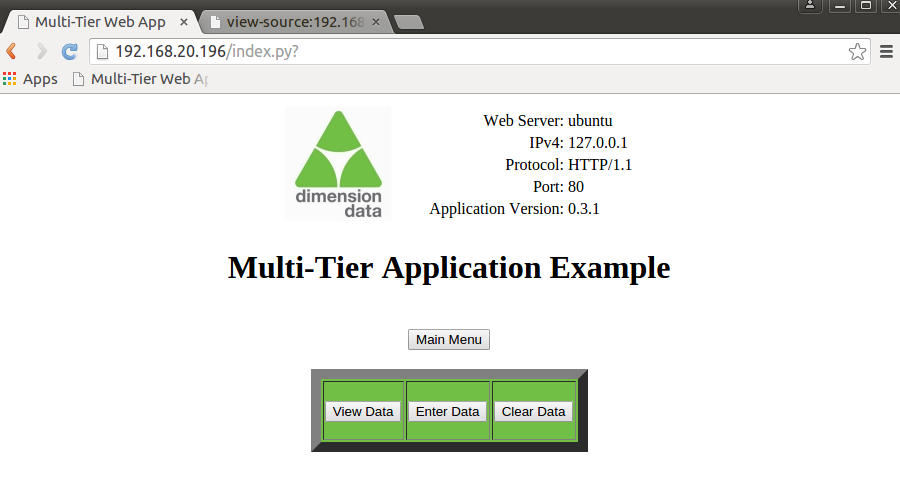 Multi-Tier Web App
view-source:192.168
192.168.20.196/index.py?
Apps
Multi-Tier Web Ap
dimension
data
Web Server: ubuntu
IPv4: 127.0.0.1
Protocol: HTTP/1.1
Port: 80
Application Version: 0.3.1
Multi-Tier Application Example
Main Menu
View Data Enter Data Clear Data